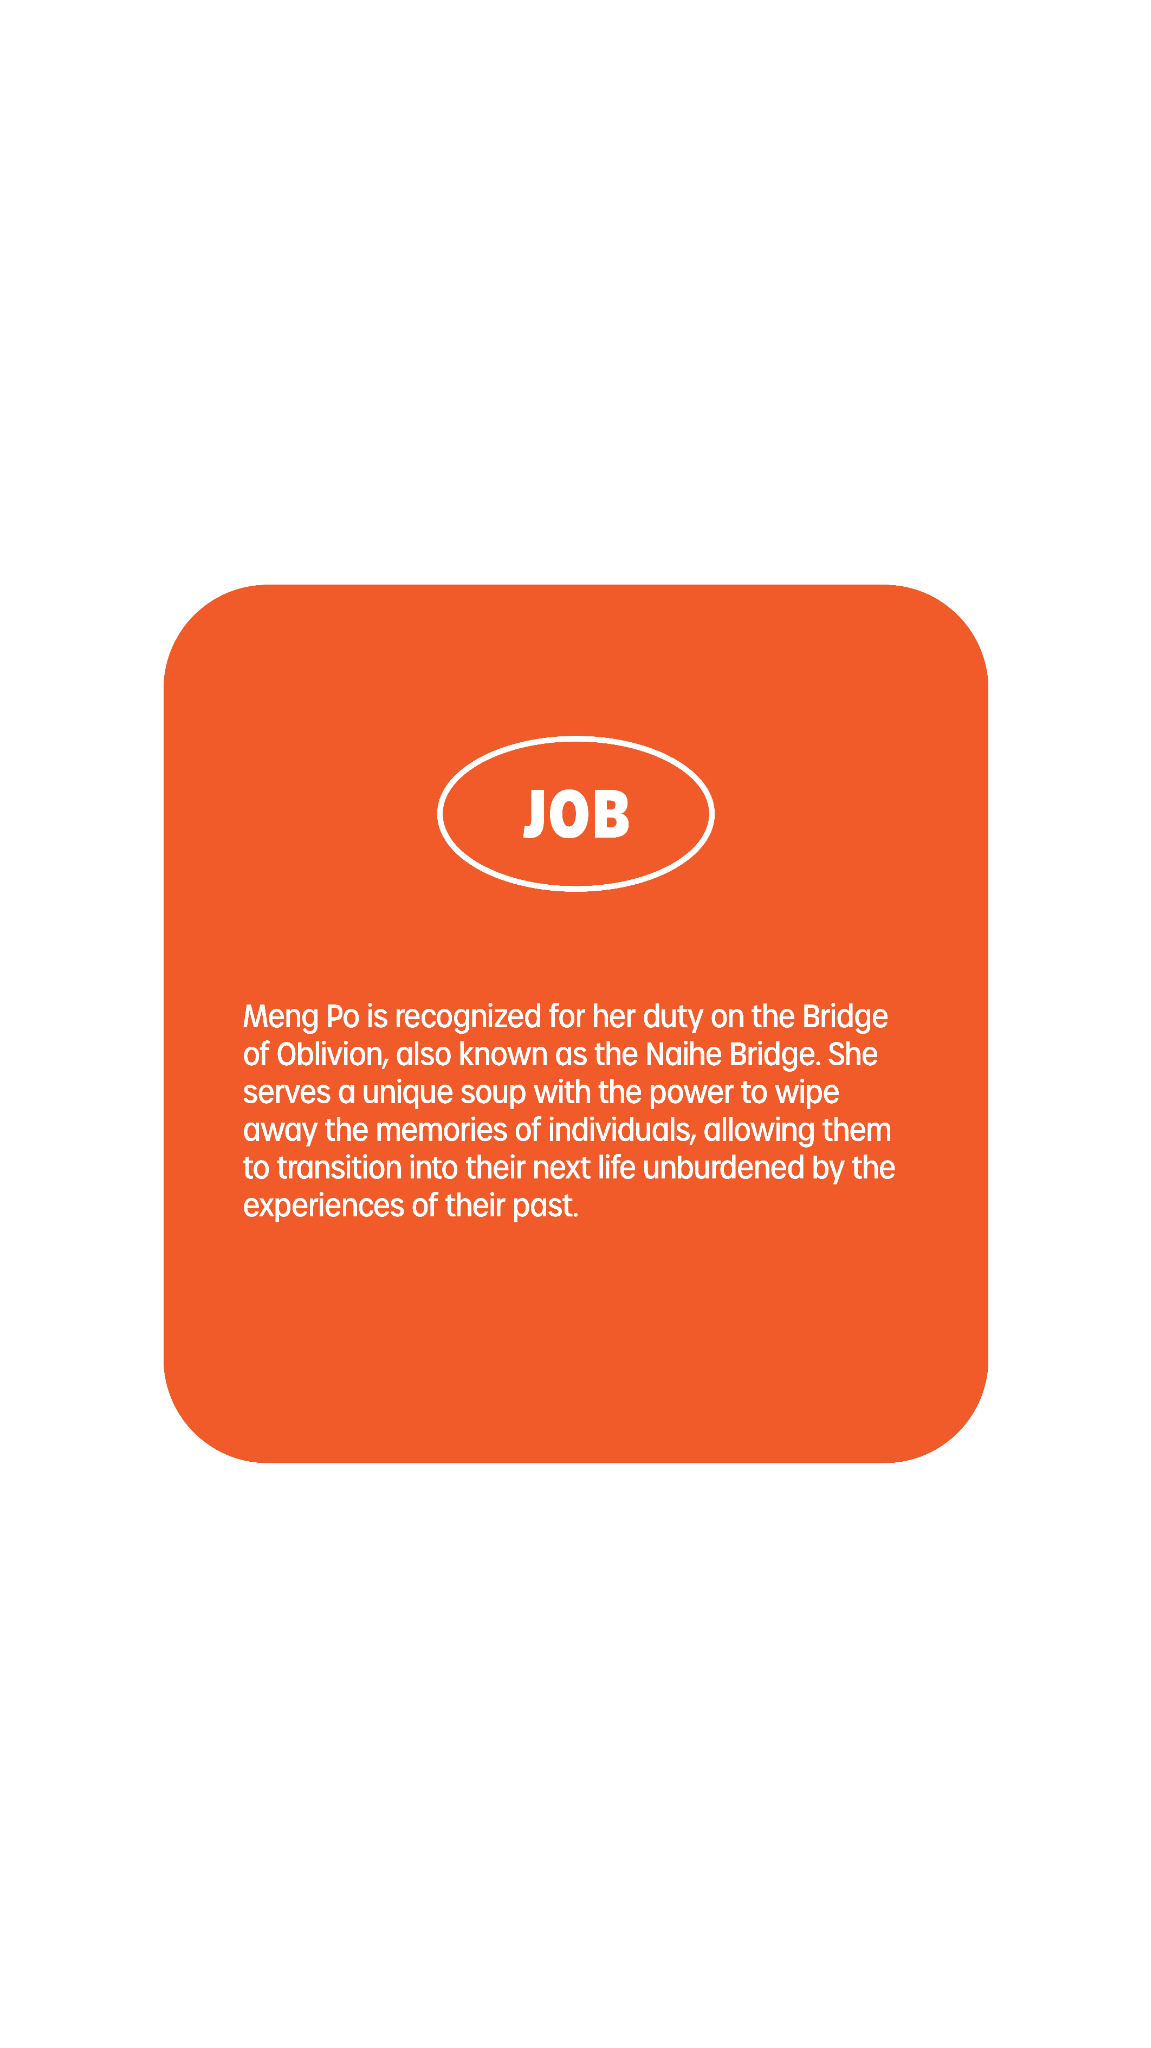 JOB
Meng Po is recognized for her duty on the Bridge
of Oblivion, also known as the Naihe Bridge. She
serves a unique soup with the power to wipe
away the memories of individuals, allowing them
to transition into their next life unburdened by the
experiences of their past.